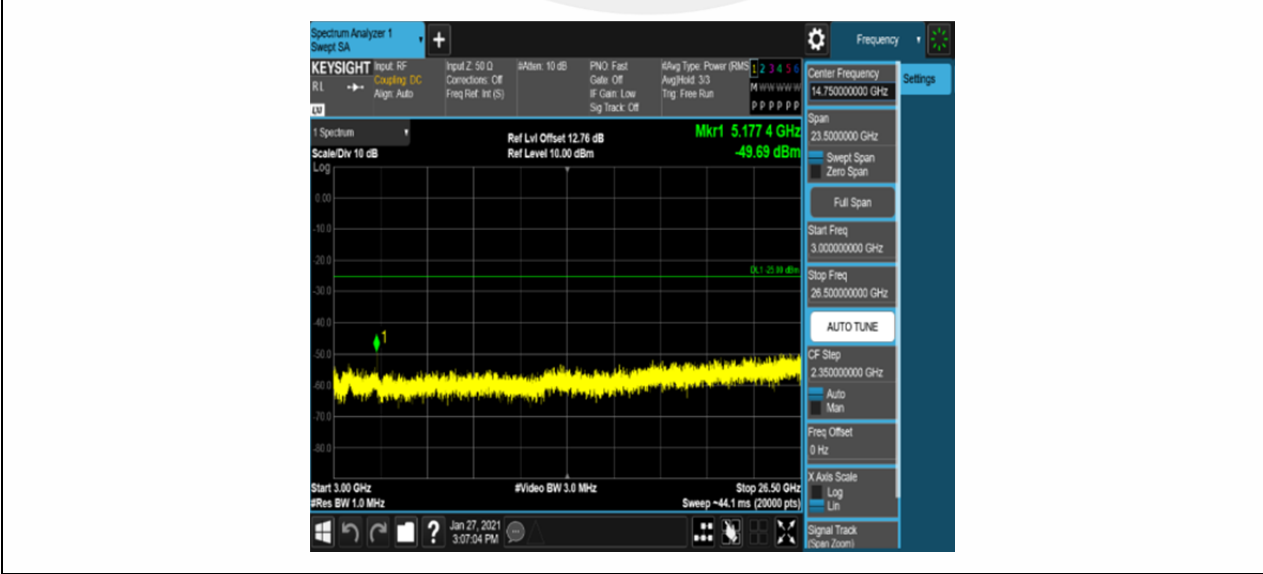 Spectrum Analyzer 1
Swept SA
+
Frequency
KEYSIGHT
RL
Input: RF
Coupling: DC
Align: Auto
Input Z: 50 Ω
Corrections: Off
Freq Ref: Int (S)
#Atten: 10 dB
PNO: Fast
Gate: Off
IF Gain: Low
Sig Track: Off
#Avg Type: Power (RMS
Avg|Hold: 3/3
Trig: Free Run
1 2 3 4 5 6
M W W W W W
P P P P P P
LXI
1 Spectrum
Scale/Div 10 dB
Log
Ref Lvl Offset 12.76 dB
Ref Level 10.00 dBm
Mkr1 5.177 4 GHz
-49.69 dBm
0.00
-10.0
-20.0
-30.0
-40.0
-50.0
-60.0
-70.0
-80.0
DL1 -25.00 dBm
1
Start 3.00 GHz
#Res BW 1.0 MHz
#Video BW 3.0 MHz
Stop 26.50 GHz
Sweep ~44.1 ms (20000 pts)
?
Jan 27, 2021
3:07:04 PM
Center Frequency
14.750000000 GHz
Settings
Span
23.5000000 GHz
Swept Span
Zero Span
Full Span
Start Freq
3.000000000 GHz
Stop Freq
26.500000000 GHz
AUTO TUNE
CF Step
2.350000000 GHz
Auto
Man
Freq Offset
0 Hz
X Axis Scale
Log
Lin
Signal Track
(Span Zoom)